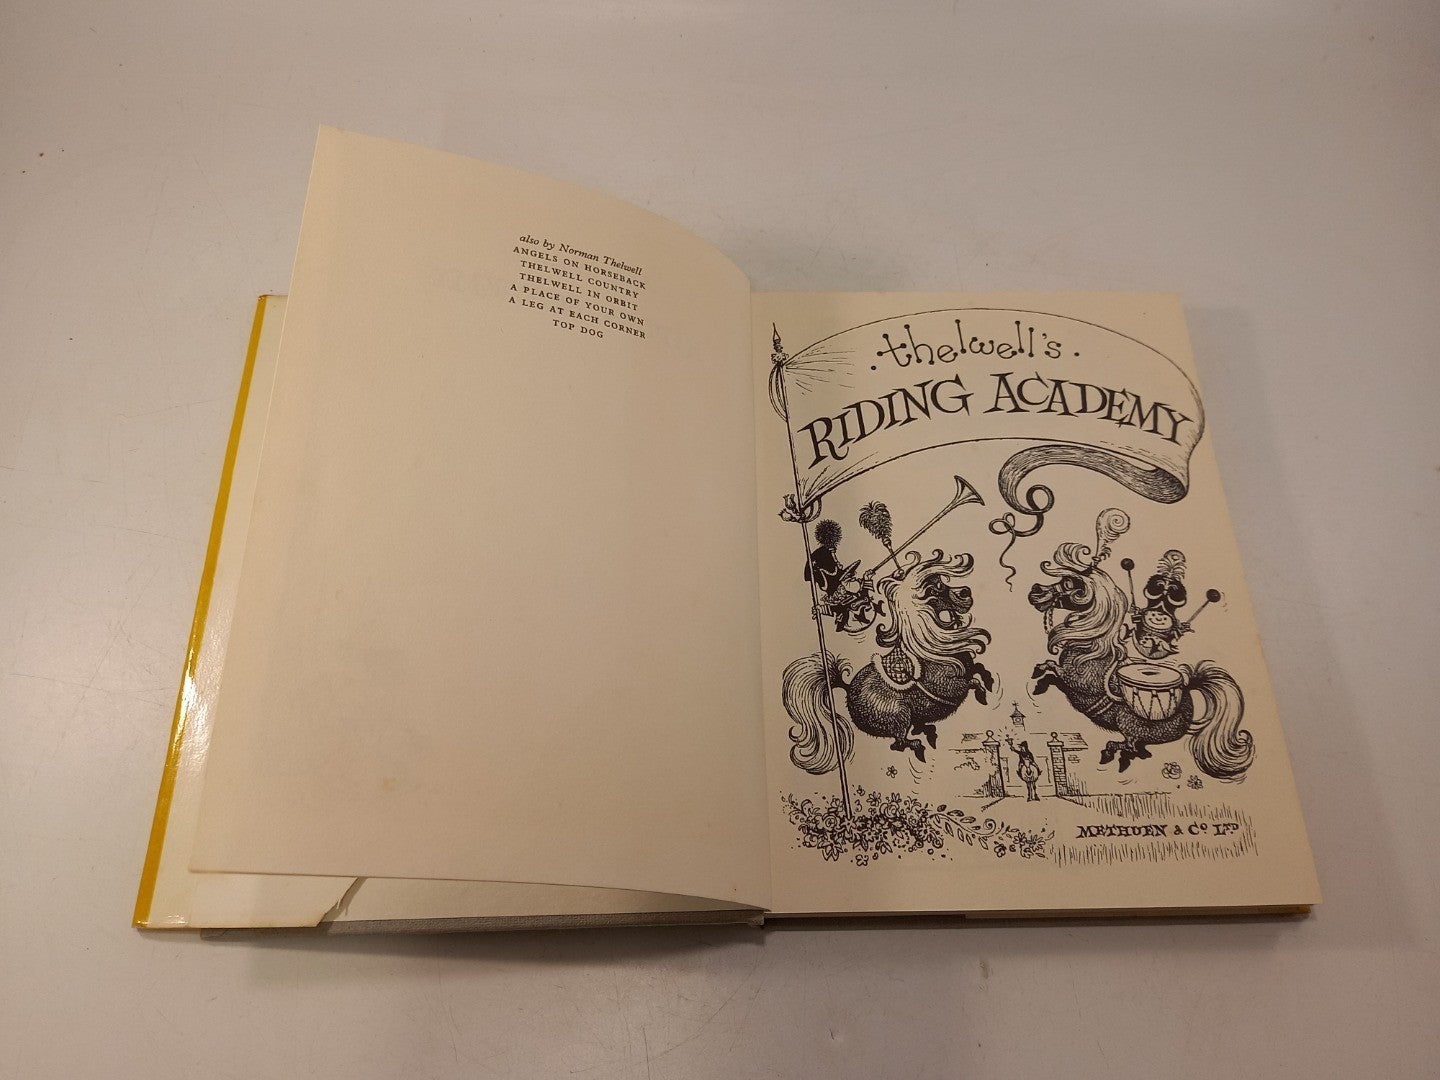 also by Norman Thelwell
ANGELS ON HORSEBACK
THELWELL COUNTRY
THELWELL IN ORBIT
A PLACE OF YOUR OWN
A LEG AT EACH CORNER
TOP DOG
.thelwell's.
RIDING ACADEMY
METHUEN & Co LTD